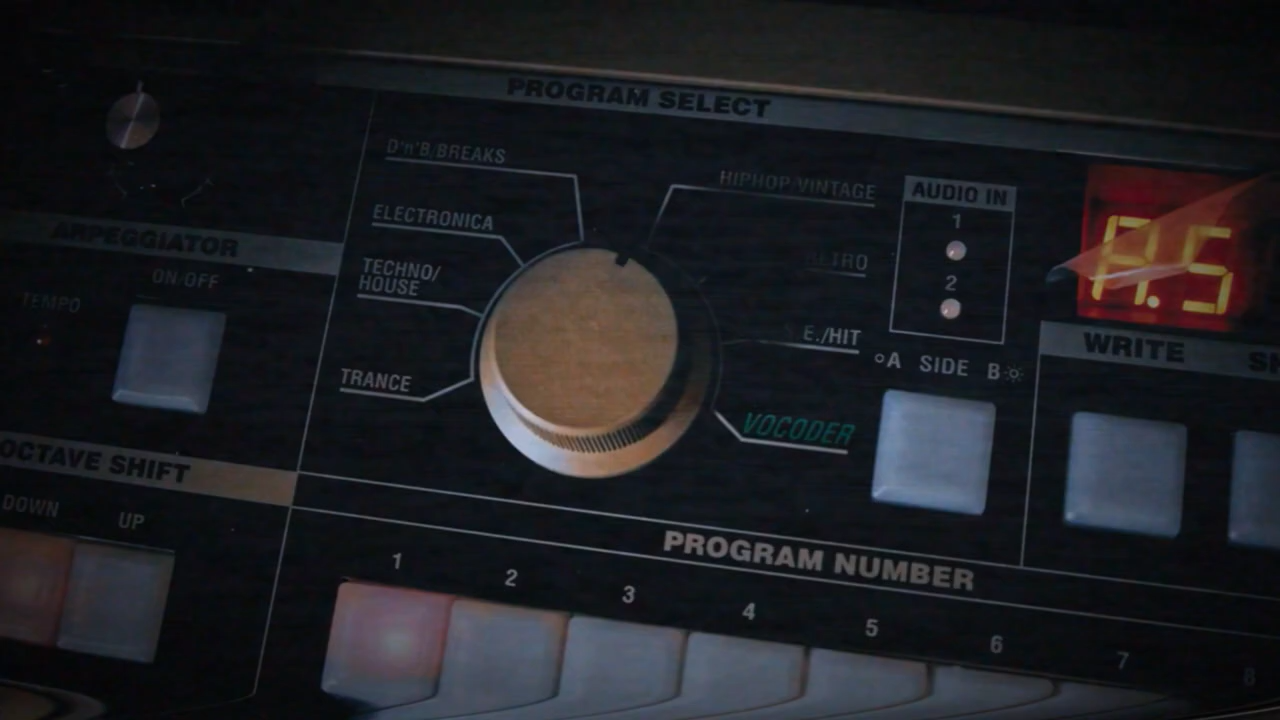 PROGRAM SELECT
D'n'B/BREAKS
HIPHOP/VINTAGE
AUDIO IN
1
2
ELECTRONICA
ARPEGGIATOR
ON/OFF
TEMPO
TECHNO/
HOUSE
E./HIT
A SIDE B
WRITE
TRANCE
VOCODER
OCTAVE SHIFT
DOWN
UP
PROGRAM NUMBER
1 2 3 4 5 6 7 8